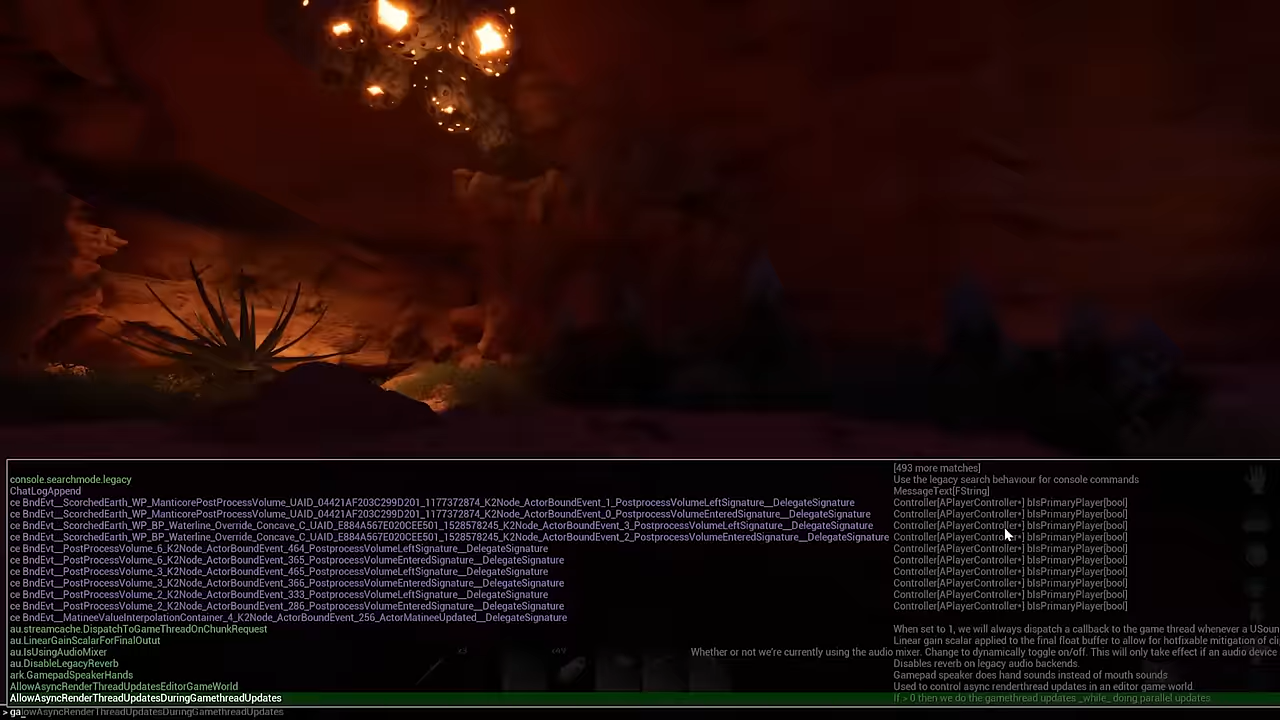 [493 more matches]
console.searchmode.legacy Use the legacy search behaviour for console commands
ChatLogAppend MessageText[FString]
ce BndEvt__ScorchedEarth_WP_ManticorePostProcessVolume_UAID_04421AF203C299D201_1177372874_K2Node_ActorBoundEvent_1_PostprocessVolumeLeftSignature__DelegateSignature Controller[APlayerController*] bIsPrimaryPlayer[bool]
ce BndEvt__ScorchedEarth_WP_ManticorePostProcessVolume_UAID_04421AF203C299D201_1177372874_K2Node_ActorBoundEvent_0_PostprocessVolumeEnteredSignature__DelegateSignature Controller[APlayerController*] bIsPrimaryPlayer[bool]
ce BndEvt__ScorchedEarth_WP_BP_Waterline_Override_Concave_C_UAID_E884A567E020CEE501_1528578245_K2Node_ActorBoundEvent_3_PostprocessVolumeLeftSignature__DelegateSignature Controller[APlayerController*] bIsPrimaryPlayer[bool]
ce BndEvt__ScorchedEarth_WP_BP_Waterline_Override_Concave_C_UAID_E884A567E020CEE501_1528578245_K2Node_ActorBoundEvent_2_PostprocessVolumeEnteredSignature__DelegateSignature Controller[APlayerController*] bIsPrimaryPlayer[bool]
ce BndEvt__PostProcessVolume_6_K2Node_ActorBoundEvent_464_PostprocessVolumeLeftSignature__DelegateSignature Controller[APlayerController*] bIsPrimaryPlayer[bool]
ce BndEvt__PostProcessVolume_6_K2Node_ActorBoundEvent_365_PostprocessVolumeEnteredSignature__DelegateSignature Controller[APlayerController*] bIsPrimaryPlayer[bool]
ce BndEvt__PostProcessVolume_3_K2Node_ActorBoundEvent_465_PostprocessVolumeLeftSignature__DelegateSignature Controller[APlayerController*] bIsPrimaryPlayer[bool]
ce BndEvt__PostProcessVolume_3_K2Node_ActorBoundEvent_366_PostprocessVolumeEnteredSignature__DelegateSignature Controller[APlayerController*] bIsPrimaryPlayer[bool]
ce BndEvt__PostProcessVolume_2_K2Node_ActorBoundEvent_333_PostprocessVolumeLeftSignature__DelegateSignature Controller[APlayerController*] bIsPrimaryPlayer[bool]
ce BndEvt__PostProcessVolume_2_K2Node_ActorBoundEvent_286_PostprocessVolumeEnteredSignature__DelegateSignature Controller[APlayerController*] bIsPrimaryPlayer[bool]
ce BndEvt__MatineeValueInterpolationContainer_4_K2Node_ActorBoundEvent_256_ActorMatineeUpdated__DelegateSignature
au.streamcache.DispatchToGameThreadOnChunkRequest When set to 1, we will always dispatch a callback to the game thread whenever a USoun
au.LinearGainScalarForFinalOutut Linear gain scalar applied to the final float buffer to allow for hotfixable mitigation of cli
au.IsUsingAudioMixer Whether or not we're currently using the audio mixer. Change to dynamically toggle on/off. This will only take effect if an audio device
au.DisableLegacyReverb Disables reverb on legacy audio backends.
ark.GamepadSpeakerHands Gamepad speaker does hand sounds instead of mouth sounds
AllowAsyncRenderThreadUpdatesEditorGameWorld Used to control async renderthread updates in an editor game world.
AllowAsyncRenderThreadUpdatesDuringGamethreadUpdates If > 0 then we do the gamethread updates _while_ doing parallel updates
> ga_lowAsyncRenderThreadUpdatesDuringGamethreadUpdates